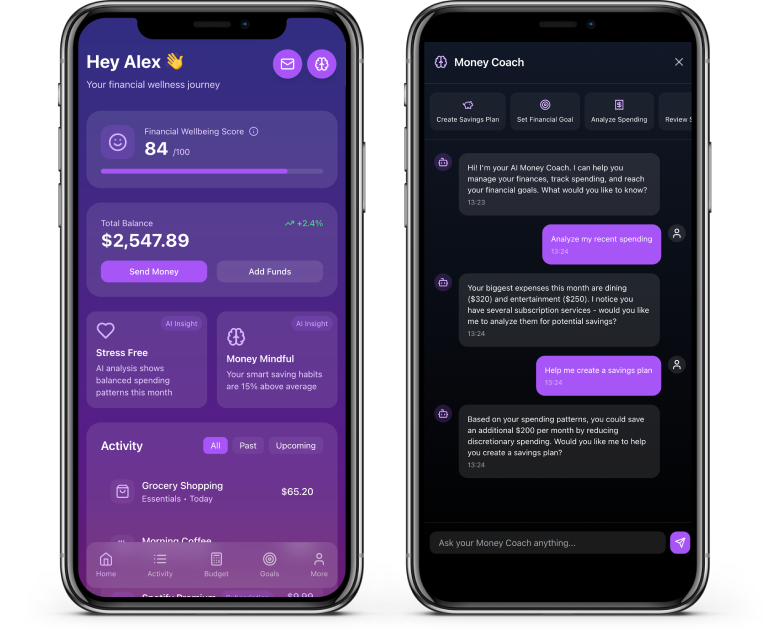 Hey Alex 👋
Your financial wellness journey
Financial Wellbeing Score
84 /100
Total Balance
+2.4%
$2,547.89
Send Money
Add Funds
AI Insight
Stress Free
AI analysis shows
balanced spending
patterns this month
AI Insight
Money Mindful
Your smart saving habits
are 15% above average
Activity
All
Past
Upcoming
Grocery Shopping
Essentials • Today
$65.20
Morning Coffee
Home
Activity
Budget
Goals
More
Spotify Premium
$9.99
Money Coach
Create Savings Plan
Set Financial Goal
Analyze Spending
Review S
Hi! I'm your AI Money Coach. I can help you
manage your finances, track spending, and reach
your financial goals. What would you like to know?
13:23
Analyze my recent spending
13:24
Your biggest expenses this month are dining
($320) and entertainment ($250). I notice you
have several subscription services - would you like
me to analyze them for potential savings?
13:24
Help me create a savings plan
13:24
Based on your spending patterns, you could save
an additional $200 per month by reducing
discretionary spending. Would you like me to help
you create a savings plan?
13:24
Ask your Money Coach anything...